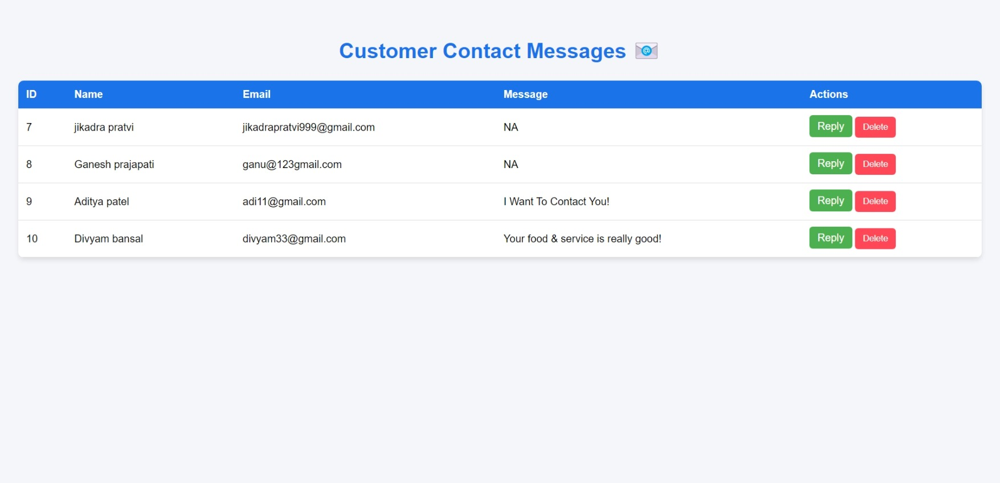 Customer Contact Messages
ID Name Email Message Actions
7 jikadra pratvi jikadrapratvi999@gmail.com NA Reply Delete
8 Ganesh prajapati ganu@123gmail.com NA Reply Delete
9 Aditya patel adi11@gmail.com I Want To Contact You! Reply Delete
10 Divyam bansal divyam33@gmail.com Your food & service is really good! Reply Delete